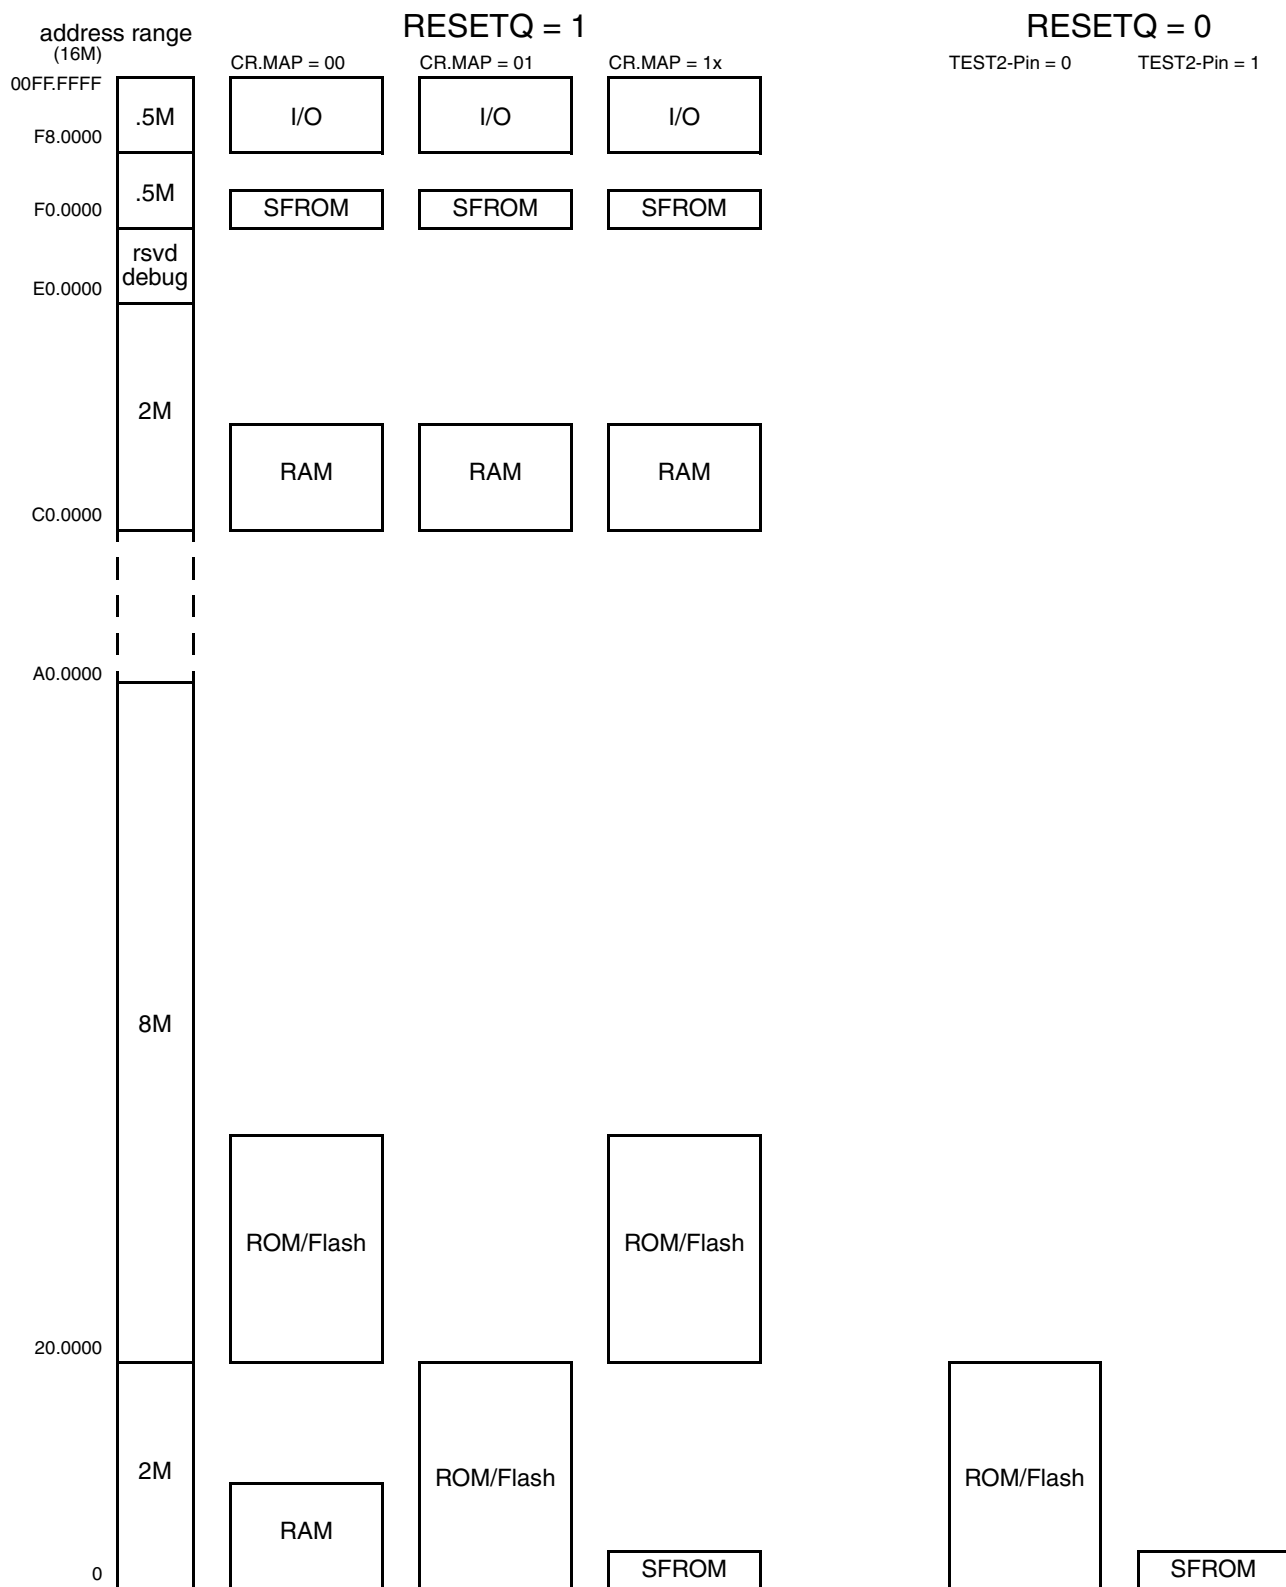 address range
(16M)
RESETQ = 1
RESETQ = 0
CR.MAP = 00
CR.MAP = 01
CR.MAP = 1x
TEST2-Pin = 0
TEST2-Pin = 1
00FF.FFFF
.5M
I/O
I/O
I/O
F8.0000
.5M
SFROM
SFROM
SFROM
F0.0000
rsvd
debug
E0.0000
2M
RAM
RAM
RAM
C0.0000
A0.0000
8M
ROM/Flash
ROM/Flash
20.0000
2M
ROM/Flash
ROM/Flash
RAM
SFROM
SFROM
0